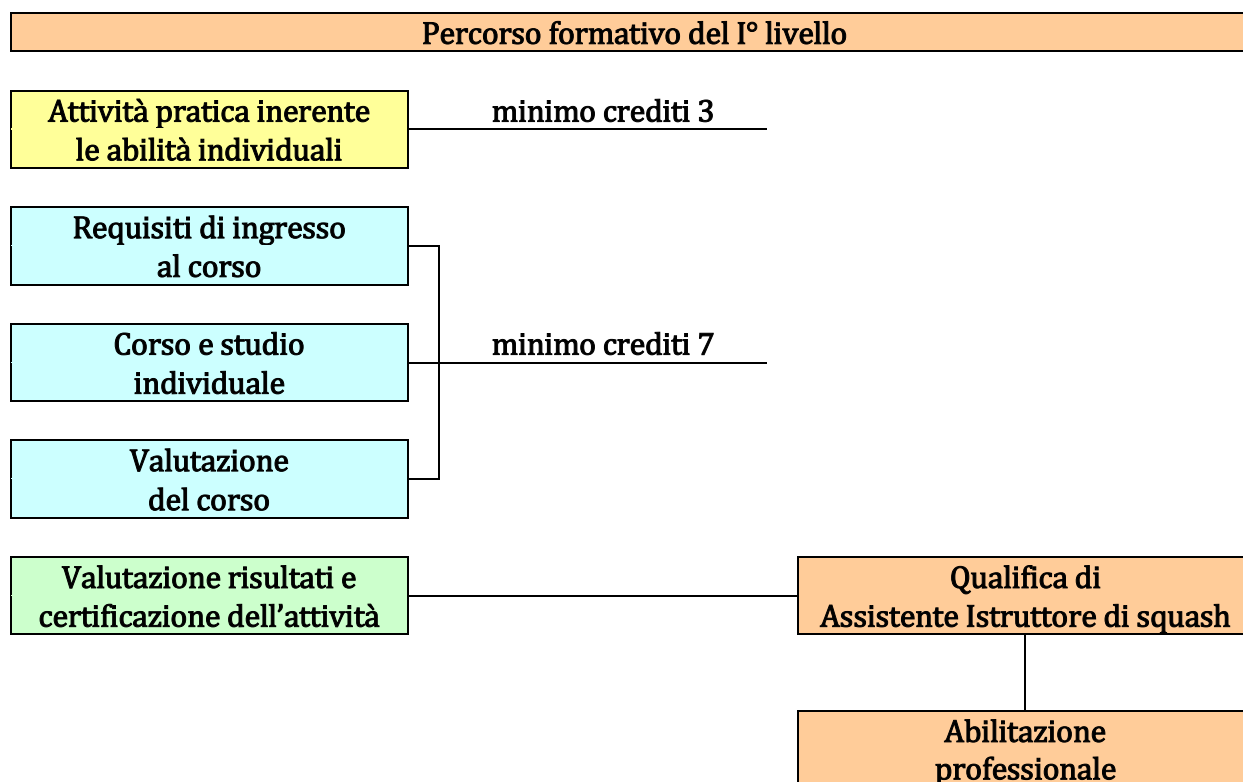 Percorso formativo del I° livello
Attività pratica inerente
le abilità individuali
minimo crediti 3
Requisiti di ingresso
al corso
Corso e studio
individuale
minimo crediti 7
Valutazione
del corso
Valutazione risultati e
certificazione dell’attività
Qualifica di
Assistente Istruttore di squash
Abilitazione
professionale